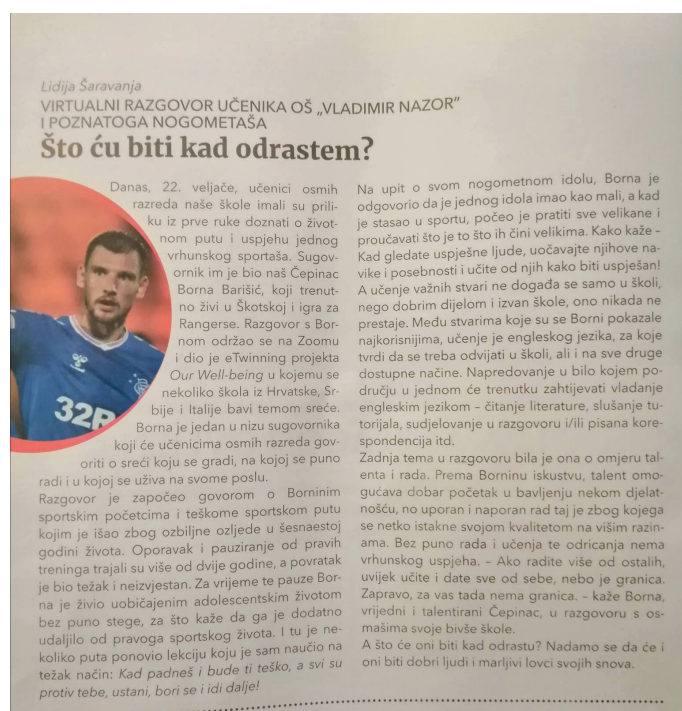 Lidija Šaravanja
VIRTUALNI RAZGOVOR UČENIKA OŠ „VLADIMIR NAZOR”
I POZNATOGA NOGOMETAŠA
Što ću biti kad odrastem?
Danas, 22. veljače, učenici osmih
razreda naše škole imali su prili-
ku iz prve ruke doznati o život-
nom putu i uspjehu jednog
vrhunskog sportaša. Sugov-
ornik im je bio naš Čepinac
Borna Barišić, koji trenut-
no živi u Škotskoj i igra za
Rangerse. Razgovor s Bor-
nom održao se na Zoomu
i dio je eTwinning projekta
Our Well-being u kojemu se
nekoliko škola iz Hrvatske, Sr-
bije i Italije bavi temom sreće.
Borna je jedan u nizu sugovornika
koji će učenicima osmih razreda gov-
oriti o sreći koju se gradi, na kojoj se puno
radi i u kojoj se uživa na svome poslu.
Razgovor je započeo govorom o Borninim
sportskim početcima i teškome sportskom putu
kojim je išao zbog ozbiljne ozljede u šesnaestoj
godini života. Oporavak i pauziranje od pravih
treninga trajali su više od dvije godine, a povratak
je bio težak i neizvjestan. Za vrijeme te pauze Bor-
na je živio uobičajenim adolescentskim životom
bez puno stege, za što kaže da ga je dodatno
udaljilo od pravoga sportskog života. I tu je ne-
koliko puta ponovio lekciju koju je sam naučio na
težak način: Kad padneš i bude ti teško, a svi su
protiv tebe, ustani, bori se i idi dalje!
32R
Na upit o svom nogometnom idolu, Borna je
odgovorio da je jednog idola imao kao mali, a kad
je stasao u sportu, počeo je pratiti sve velikane i
proučavati što je to što ih čini velikima. Kako kaže –
Kad gledate uspješne ljude, uočavajte njihove na-
vike i posebnosti i učite od njih kako biti uspješan!
A učenje važnih stvari ne događa se samo u školi,
nego dobrim dijelom i izvan škole, ono nikada ne
prestaje. Među stvarima koje su se Borni pokazale
najkorisnijima, učenje je engleskog jezika, za koje
tvrdi da se treba odvijati u školi, ali i na sve druge
dostupne načine. Napredovanje u bilo kojem po-
dručju u jednom će trenutku zahtijevati vladanje
engleskim jezikom – čitanje literature, slušanje tu-
torijala, sudjelovanje u razgovoru i/ili pisana kore-
spondencija itd.
Zadnja tema u razgovoru bila je ona o omjeru tal-
enta i rada. Prema Borninu iskustvu, talent omo-
gućava dobar početak u bavljenju nekom djelat-
nošću, no uporan i naporan rad taj je zbog kojega
se netko istakne svojom kvalitetom na višim razin-
ama. Bez puno rada i učenja te odricanja nema
vrhunskog uspjeha. – Ako radite više od ostalih,
uvijek učite i date sve od sebe, nebo je granica.
Zapravo, za vas tada nema granica. – kaže Borna,
vrijedni i talentirani Čepinac, u razgovoru s os-
mašima svoje bivše škole.
A što će oni biti kad odrastu? Nadamo se da će i
oni biti dobri ljudi i marljivi lovci svojih snova.